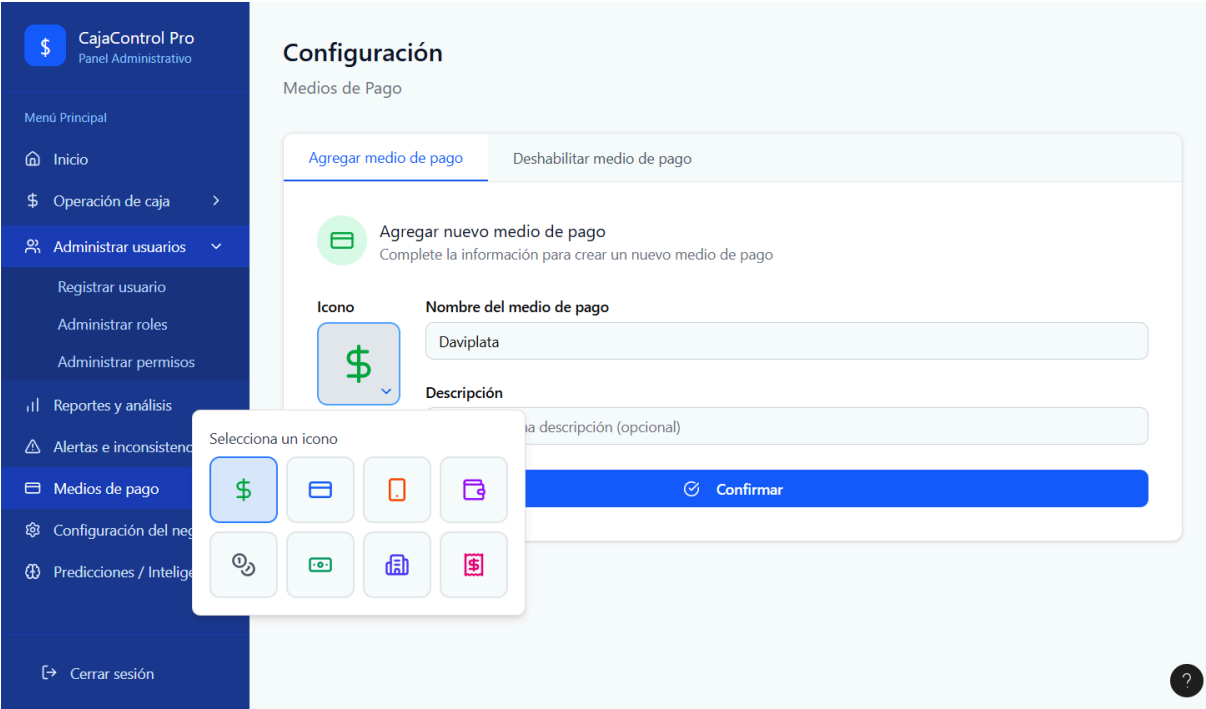 $
CajaControl Pro
Panel Administrativo
Menú Principal
Inicio
$ Operación de caja
Administrar usuarios
Registrar usuario
Administrar roles
Administrar permisos
Reportes y análisis
Alertas e inconsistenc
Medios de pago
Configuración del neg
Predicciones / Intelige
Cerrar sesión
Configuración
Medios de Pago
Agregar medio de pago
Deshabilitar medio de pago
Agregar nuevo medio de pago
Complete la información para crear un nuevo medio de pago
Icono
$
Nombre del medio de pago
Daviplata
Descripción
na descripción (opcional)
Selecciona un icono
$
$
Confirmar
?